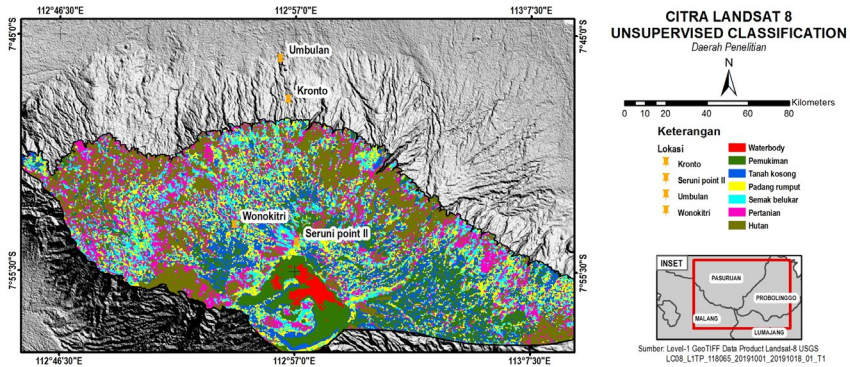 112°46'30"E
112°57'0"E
113°7'30"E
7°45'0"S
7°55'30"S
Umbulan
Kronto
Wonokitri
Seruni point II
112°46'30"E
112°57'0"E
113°7'30"E
7°45'0"S
7°55'30"S
CITRA LANDSAT 8
UNSUPERVISED CLASSIFICATION
Daerah Penelitian
N
Kilometers
0 10 20 40 60 80
Keterangan
Lokasi
Kronto
Seruni point II
Umbulan
Wonokitri
Waterbody
Pemukiman
Tanah kosong
Padang rumput
Semak belukar
Pertanian
Hutan
INSET
PASURUAN
PROBOLINGGO
MALANG
LUMAJANG
Sumber: Level-1 GeoTIFF Data Product Landsat-8 USGS
LC08_L1TP_118065_20191001_20191018_01_T1